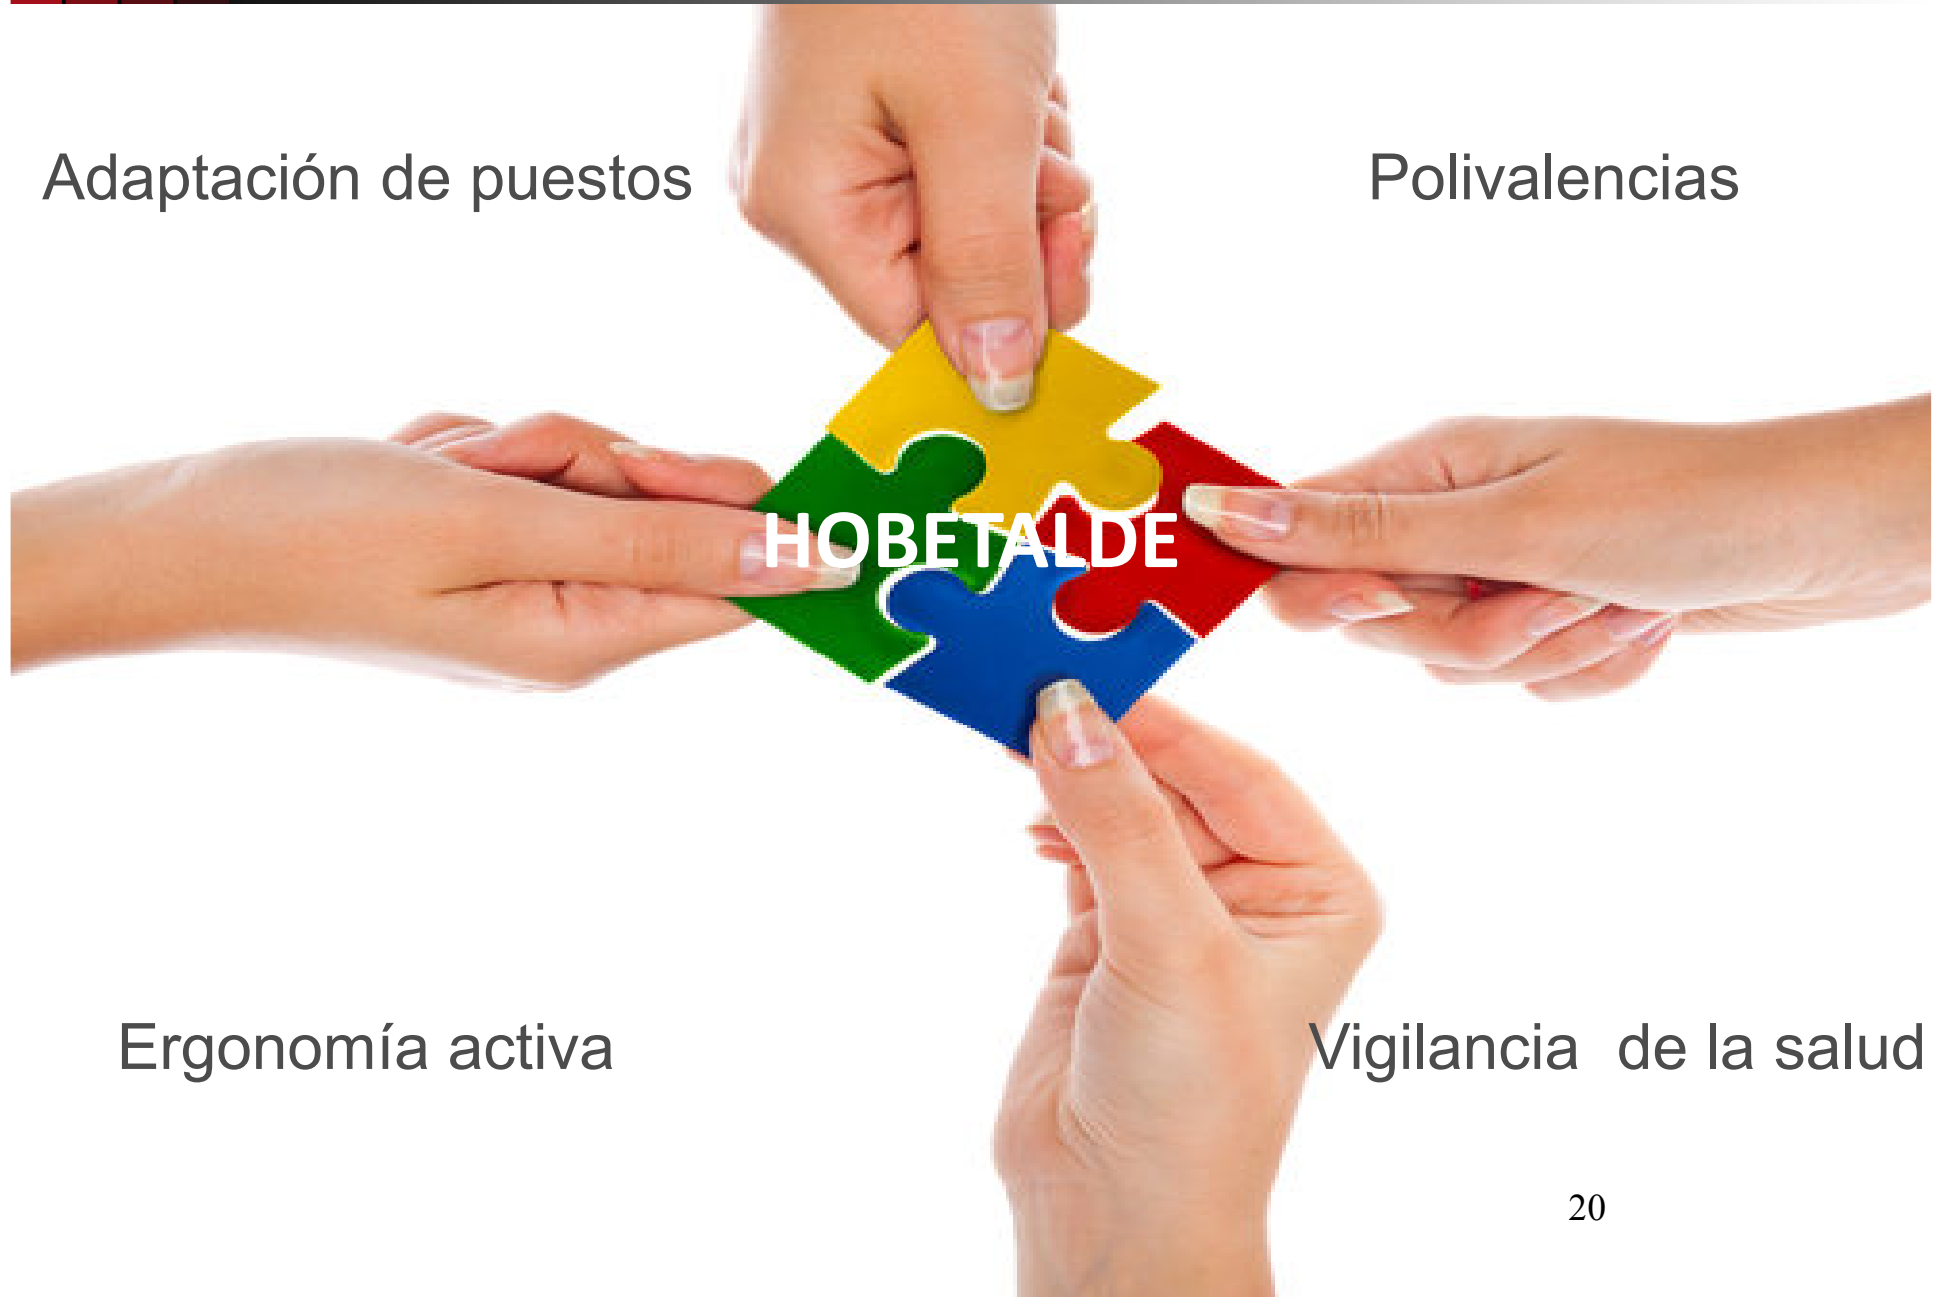 Adaptación de puestos
Polivalencias
HOBETALDE
Ergonomía activa
Vigilancia  de la salud
20